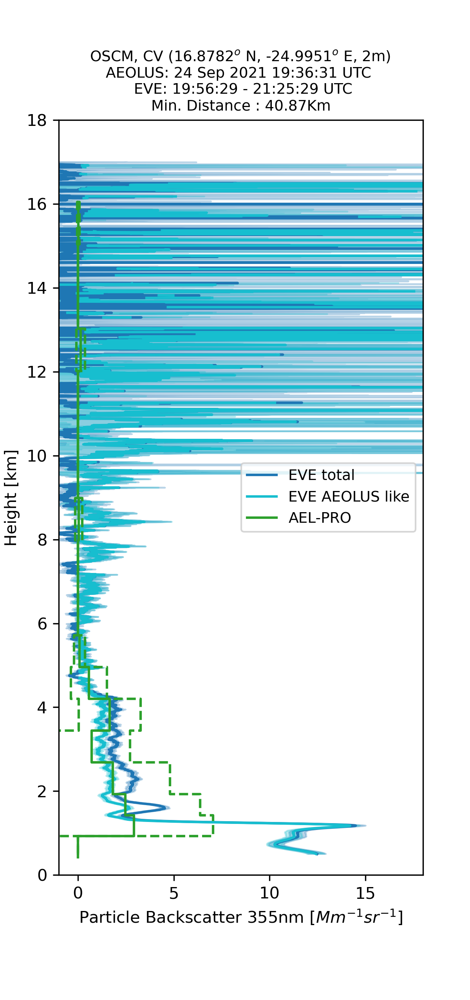 OSCM, CV (16.8782° N, -24.9951° E, 2m)
AEOLUS: 24 Sep 2021 19:36:31 UTC
EVE: 19:56:29 - 21:25:29 UTC
Min. Distance : 40.87Km
18
16
14
12
10
8
6
4
2
0
Height [km]
EVE total
EVE AEOLUS like
AEL-PRO
0 5 10 15
Particle Backscatter 355nm [Mm⁻¹sr⁻¹]